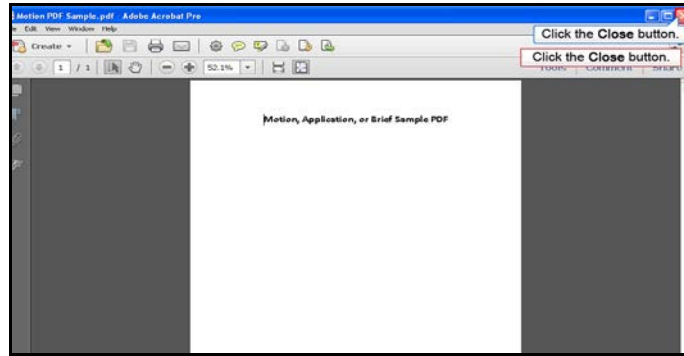 Motion PDF Sample.pdf - Adobe Acrobat Pro
Edit View Window Help
Click the Close button.
Create
Click the Close button.
1 / 1 52.1%
Tools Comment Share
Motion, Application, or Brief Sample PDF